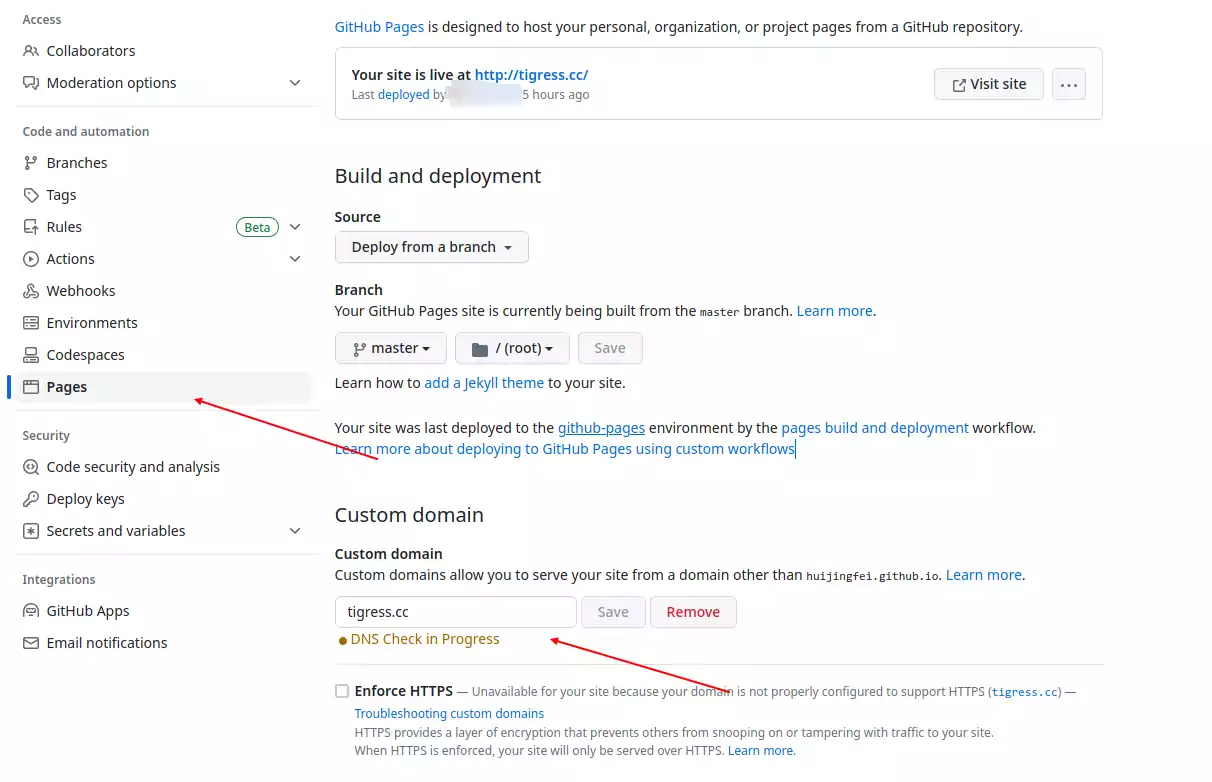 Access
Collaborators
Moderation options
Code and automation
Branches
Tags
Rules Beta
Actions
Webhooks
Environments
Codespaces
Pages
Security
Code security and analysis
Deploy keys
Secrets and variables
Integrations
GitHub Apps
Email notifications
GitHub Pages is designed to host your personal, organization, or project pages from a GitHub repository.
Your site is live at http://tigress.cc/
Last deployed by 5 hours ago
Visit site
Build and deployment
Source
Deploy from a branch
Branch
Your GitHub Pages site is currently being built from the master branch. Learn more.
master / (root) Save
Learn how to add a Jekyll theme to your site.
Your site was last deployed to the github-pages environment by the pages build and deployment workflow.
Learn more about deploying to GitHub Pages using custom workflows
Custom domain
Custom domain
Custom domains allow you to serve your site from a domain other than huijingfei.github.io. Learn more.
tigress.cc Save Remove
DNS Check in Progress
Enforce HTTPS — Unavailable for your site because your domain is not properly configured to support HTTPS (tigress.cc) —
Troubleshooting custom domains
HTTPS provides a layer of encryption that prevents others from snooping on or tampering with traffic to your site.
When HTTPS is enforced, your site will only be served over HTTPS. Learn more.